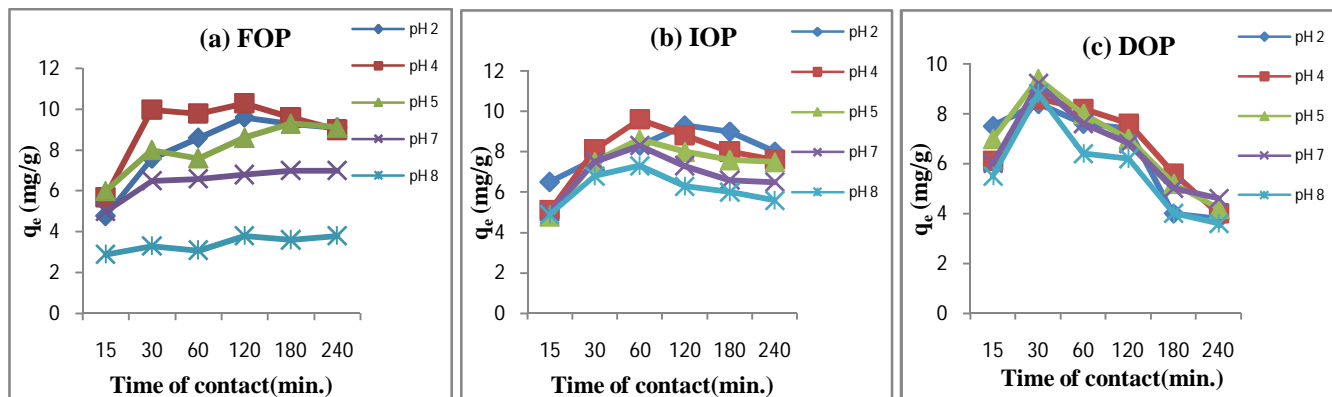 (a) FOP
12
10
8
6
4
2
0
q_e (mg/g)
15 30 60 120 180 240
Time of contact(min.)
pH 2
pH 4
pH 5
pH 7
pH 8
(b) IOP
12
10
8
6
4
2
0
q_e (mg/g)
15 30 60 120 180 240
Time of contact(min.)
pH 2
pH 4
pH 5
pH 7
pH 8
(c) DOP
10
8
6
4
2
0
q_e (mg/g)
15 30 60 120 180 240
Time of contact(min.)
pH 2
pH 4
pH 5
pH 7
pH 8